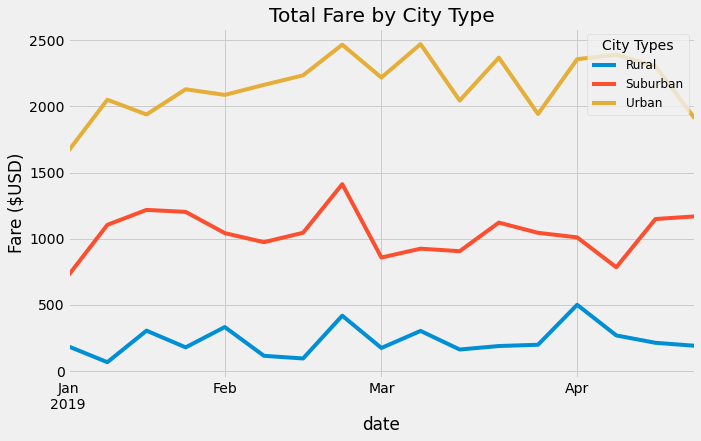 Total Fare by City Type
Fare ($USD)
2500
2000
1500
1000
500
0
City Types
Rural
Suburban
Urban
Jan
2019
Feb
Mar
Apr
date